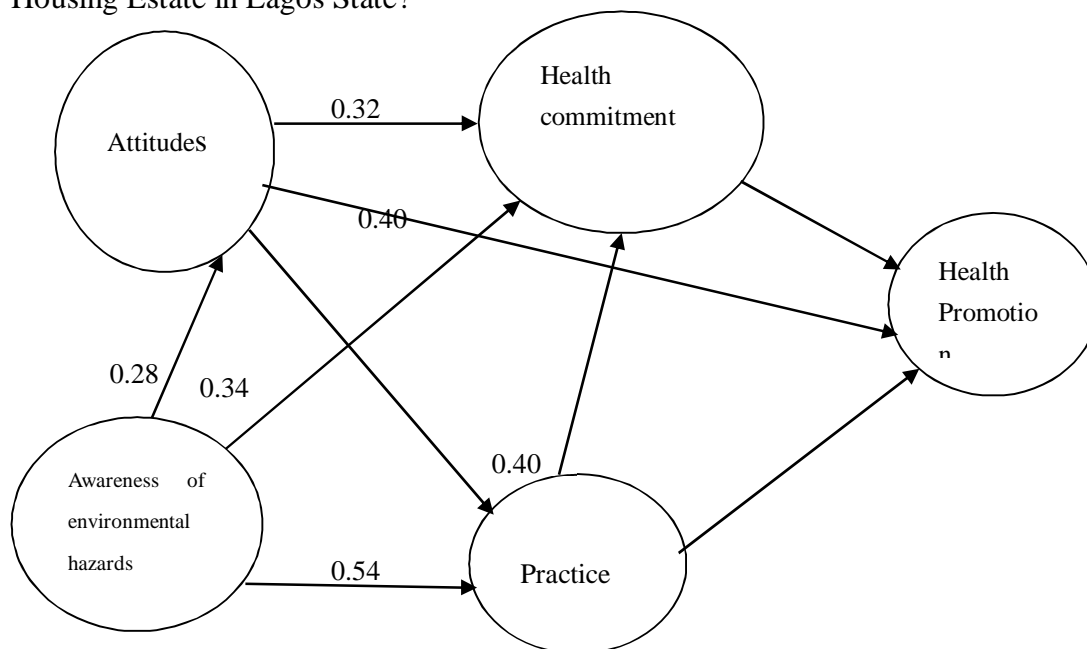 Housing Estate in Lagos State?
Health
commitment
0.32
Attitudes
0.40
Health
Promotio
n
0.28
0.34
Awareness of
environmental
hazards
0.40
0.54
Practice